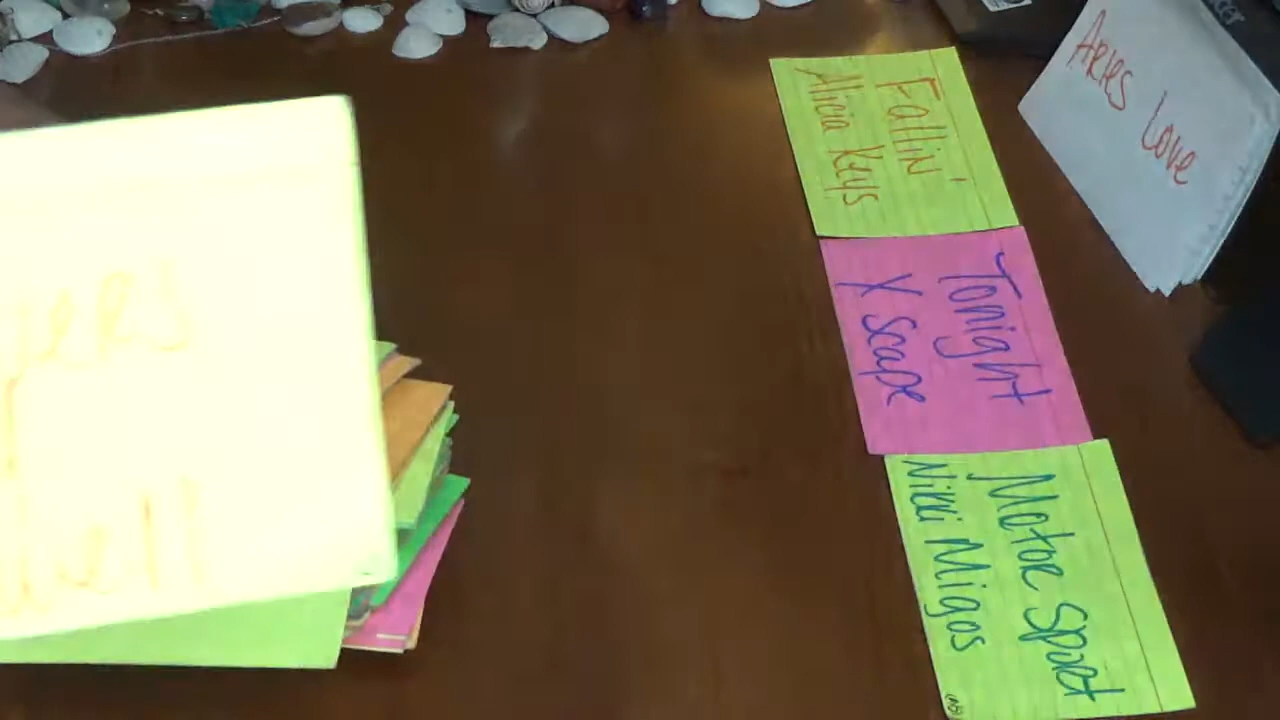 Aries
Love
Fallin'
Alicia Keys
Tonight
X Scape
Motor Sport
Nikki Migos